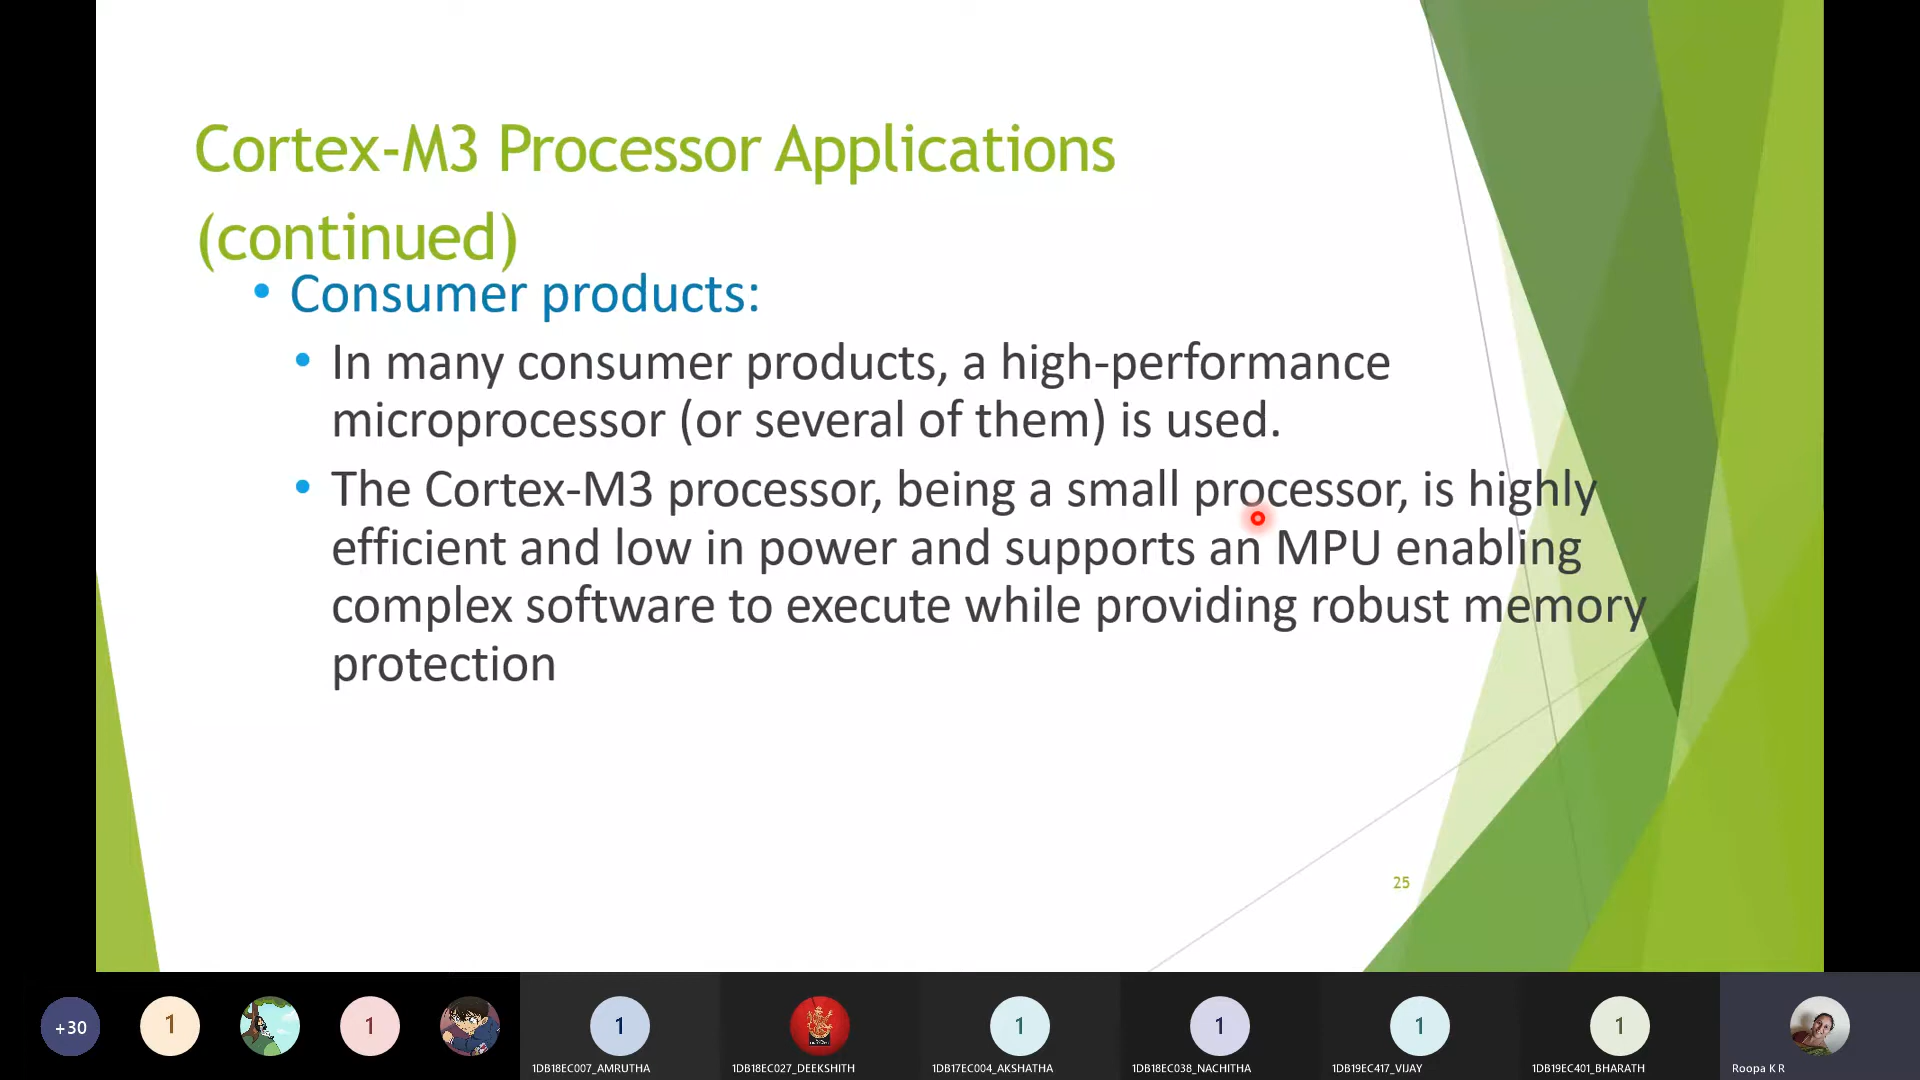 Cortex-M3 Processor Applications
(continued)
• Consumer products:
• In many consumer products, a high-performance
microprocessor (or several of them) is used.
• The Cortex-M3 processor, being a small processor, is highly
efficient and low in power and supports an MPU enabling
complex software to execute while providing robust memory
protection
25
+30
1
1
1
1
1
1
1
1DB18EC007_AMRUTHA
1DB18EC027_DEEKSHITH
1DB17EC004_AKSHATHA
1DB18EC038_NACHITHA
1DB19EC417_VIJAY
1DB19EC401_BHARATH
Roopa K R